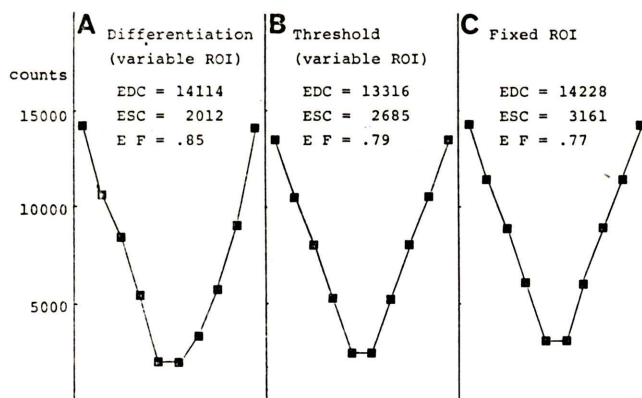 A Differentiation
(variable ROI)
EDC = 14114
ESC = 2012
E F = .85
B Threshold
(variable ROI)
EDC = 13316
ESC = 2685
E F = .79
C Fixed ROI
EDC = 14228
ESC = 3161
E F = .77
counts
15000
10000
5000